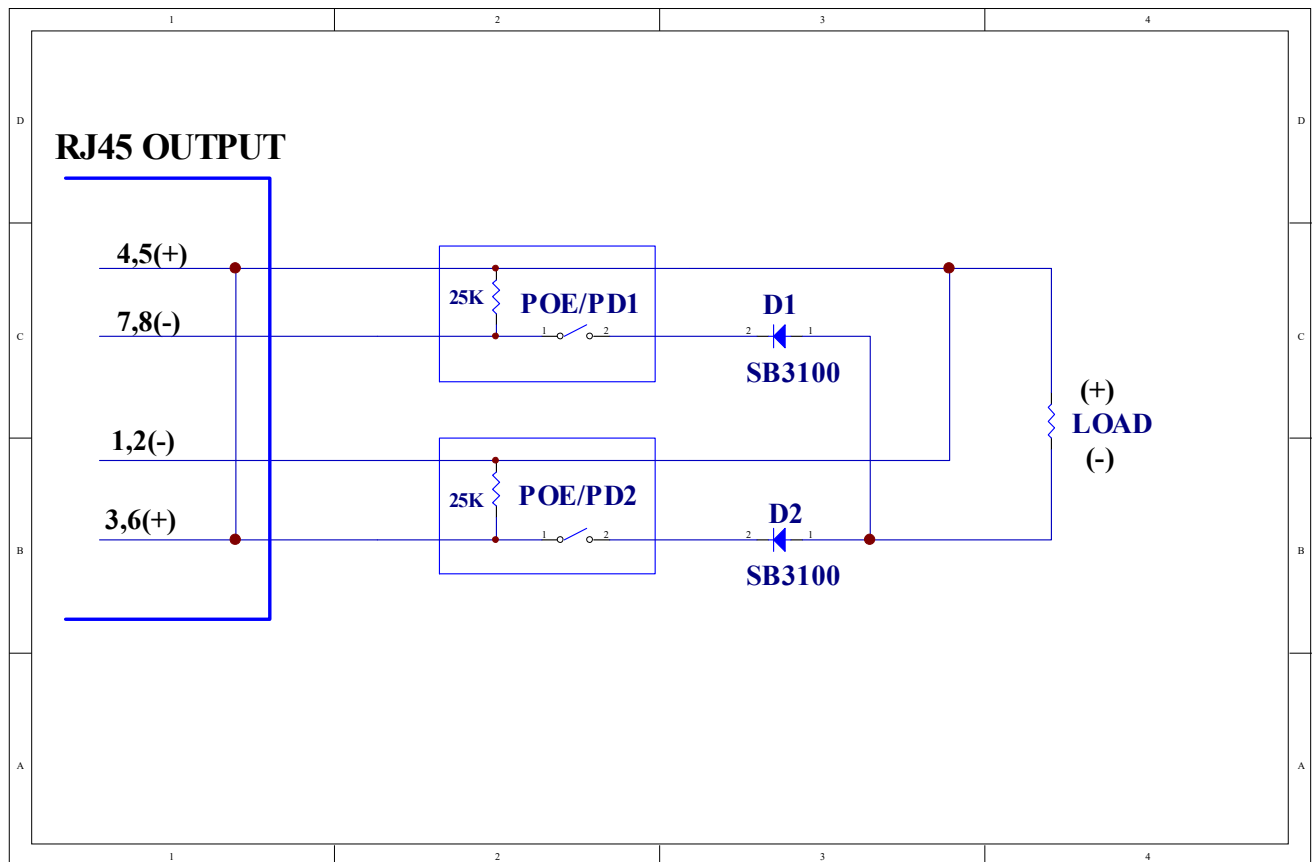 1 2 3 4
D D
RJ45 OUTPUT
4,5(+)
25K POE/PD1 D1
7,8(-) 1 2 2 1
C C
SB3100
(+)
LOAD
(-)
1,2(-)
25K POE/PD2 D2
3,6(+) 1 2 2 1
B B
SB3100
A A
1 2 3 4